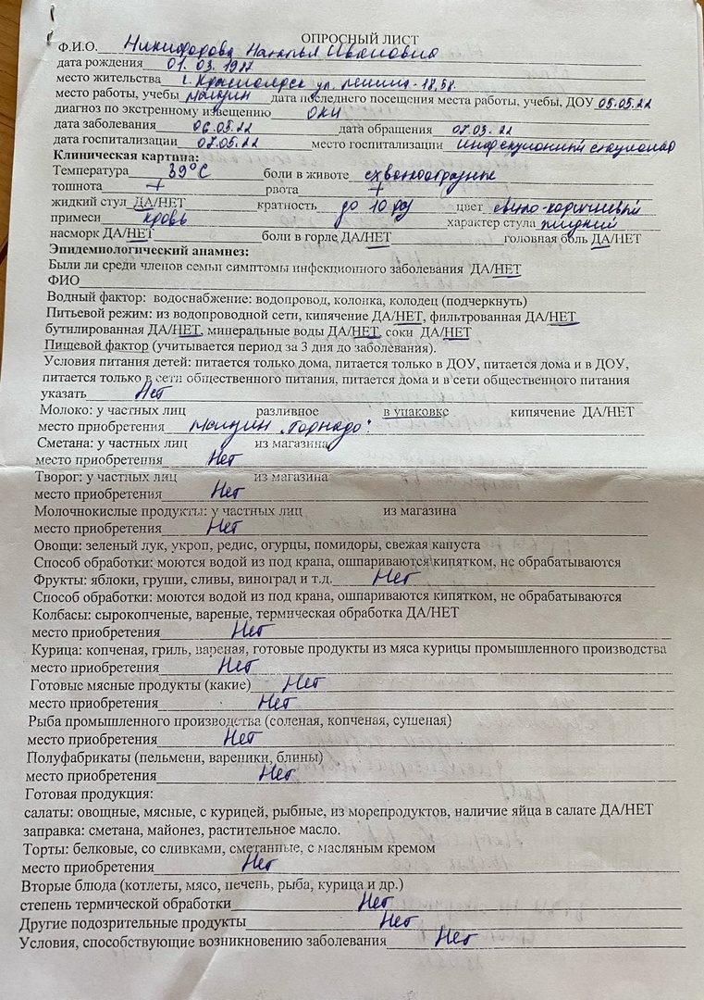 ОПРОСНЫЙ ЛИСТ
Ф.И.О. Никифорова Наталья Ивановна
дата рождения 01.03.1987
место жительства г. Красноярск ул. Ленина - 18.58.
место работы, учебы магазин дата последнего посещения места работы, учебы, ДОУ 05.05.22
диагноз по экстренному извещению ОКИ
дата заболевания 06.05.22 дата обращения 07.05.22
дата госпитализации 07.05.22 место госпитализации Инфекционный стационар
Клиническая картина:
Температура 39°C боли в животе схваткообразные
тошнота + рвота +
жидкий стул ДА/НЕТ кратность до 10 раз цвет светло-коричневый
примеси кровь характер стула жидкий
насморк ДА/НЕТ боли в горле ДА/НЕТ головная боль ДА/НЕТ
Эпидемиологический анамнез:
Были ли среди членов семьи симптомы инфекционного заболевания ДА/НЕТ
ФИО
Водный фактор: водоснабжение: водопровод, колонка, колодец (подчеркнуть)
Питьевой режим: из водопроводной сети, кипячение ДА/НЕТ, фильтрованная ДА/НЕТ
бутилированная ДА/НЕТ, минеральные воды ДА/НЕТ, соки ДА/НЕТ
Пищевой фактор (учитывается период за 3 дня до заболевания).
Условия питания детей: питается только дома, питается только в ДОУ, питается дома и в ДОУ,
питается только в сети общественного питания, питается дома и в сети общественного питания
указать Нет
Молоко: у частных лиц разливное в упаковке кипячение ДА/НЕТ
место приобретения магазин "Торнадо".
Сметана: у частных лиц из магазина
место приобретения Нет
Творог: у частных лиц из магазина
место приобретения Нет
Молочнокислые продукты: у частных лиц из магазина
место приобретения Нет
Овощи: зеленый лук, укроп, редис, огурцы, помидоры, свежая капуста
Способ обработки: моются водой из под крана, ошпариваются кипятком, не обрабатываются
Фрукты: яблоки, груши, сливы, виноград и т.д. Нет
Способ обработки: моются водой из под крана, ошпариваются кипятком, не обрабатываются
Колбасы: сырокопченые, вареные, термическая обработка ДА/НЕТ
место приобретения Нет
Курица: копченая, гриль, вареная, готовые продукты из мяса курицы промышленного производства
место приобретения Нет
Готовые мясные продукты (какие) Нет
место приобретения Нет
Рыба промышленного производства (соленая, копченая, сушеная)
место приобретения Нет
Полуфабрикаты (пельмени, вареники, блины)
место приобретения Нет
Готовая продукция:
салаты: овощные, мясные, с курицей, рыбные, из морепродуктов, наличие яйца в салате ДА/НЕТ
заправка: сметана, майонез, растительное масло.
Торты: белковые, со сливками, сметанные, с масляным кремом
место приобретения Нет
Вторые блюда (котлеты, мясо, печень, рыба, курица и др.)
степень термической обработки Нет
Другие подозрительные продукты Нет
Условия, способствующие возникновению заболевания Нет